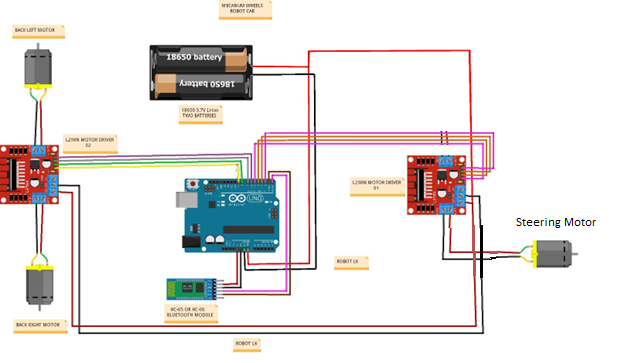 MECANUM WHEELS
ROBOT CAR
BACK LEFT MOTOR
18650 battery
18650 battery
18650 3.7V Li-ion
TWO BATTERIES
L298N MOTOR DRIVER
02
L298N MOTOR DRIVER
01
UNO
Steering Motor
ROBOT LK
HC-05 OR HC-06
BLUETOOTH MODULE
BACK RIGHT MOTOR
ROBOT LK